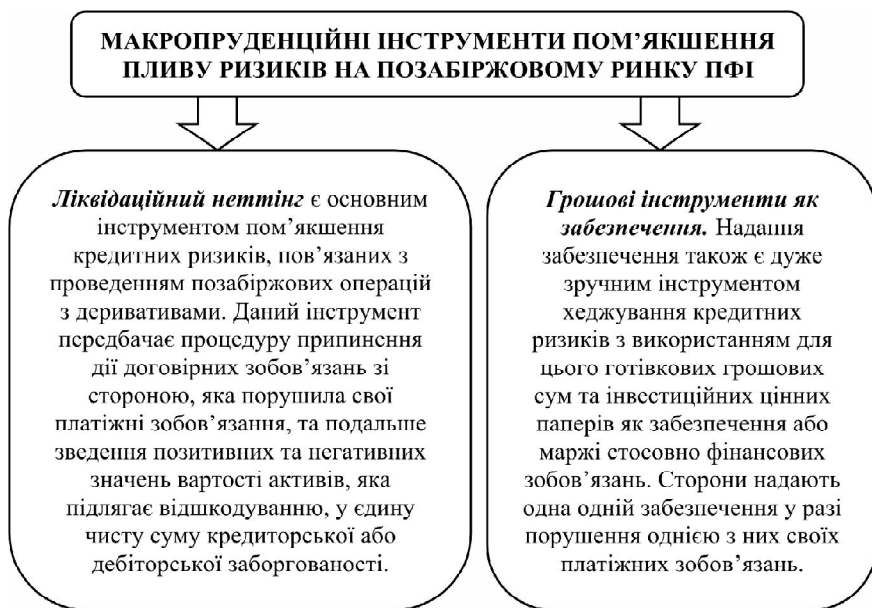 МАКРОПРУДЕНЦІЙНІ ІНСТРУМЕНТИ ПОМ’ЯКШЕННЯ
ПЛИВУ РИЗИКІВ НА ПОЗАБІРЖОВОМУ РИНКУ ПФІ
Ліквідаційний неттінг є основним
інструментом пом’якшення
кредитних ризиків, пов’язаних з
проведенням позабіржових операцій
з деривативами. Даний інструмент
передбачає процедуру припинення
дії договірних зобов’язань зі
стороною, яка порушила свої
платіжні зобов’язання, та подальше
зведення позитивних та негативних
значень вартості активів, яка
підлягає відшкодуванню, у єдину
чисту суму кредиторської або
дебіторської заборгованості.
Грошові інструменти як
забезпечення. Надання
забезпечення також є дуже
зручним інструментом
хеджування кредитних
ризиків з використанням для
цього готівкових грошових
сум та інвестиційних цінних
паперів як забезпечення або
маржі стосовно фінансових
зобов’язань. Сторони надають
одна одній забезпечення у разі
порушення однією з них своїх
платіжних зобов’язань.